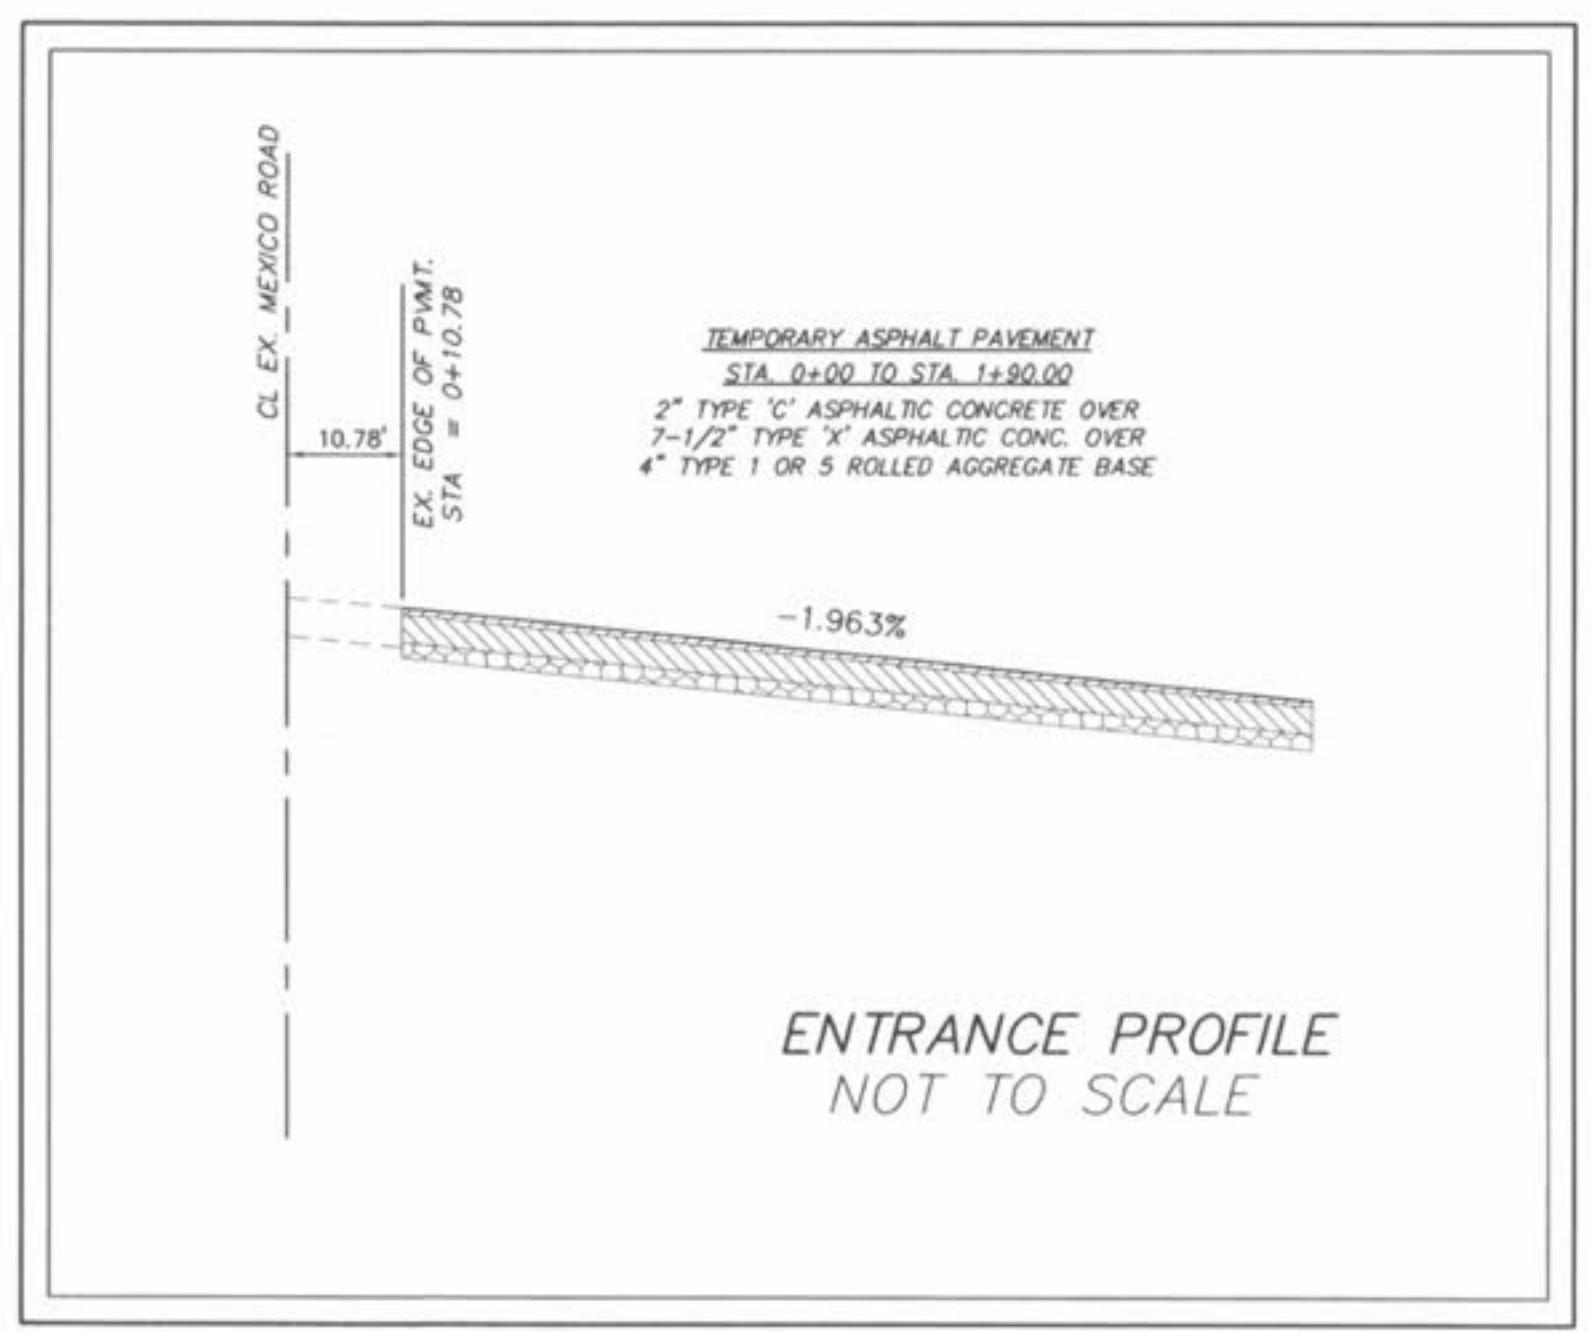 CL EX. MEXICO ROAD
10.78'
EX. EDGE OF PVMT.
STA = 0+10.78
TEMPORARY ASPHALT PAVEMENT
STA. 0+00 TO STA. 1+90.00
2" TYPE 'C' ASPHALTIC CONCRETE OVER
7-1/2" TYPE 'X' ASPHALTIC CONC. OVER
4" TYPE 1 OR 5 ROLLED AGGREGATE BASE
-1.963%
ENTRANCE PROFILE
NOT TO SCALE